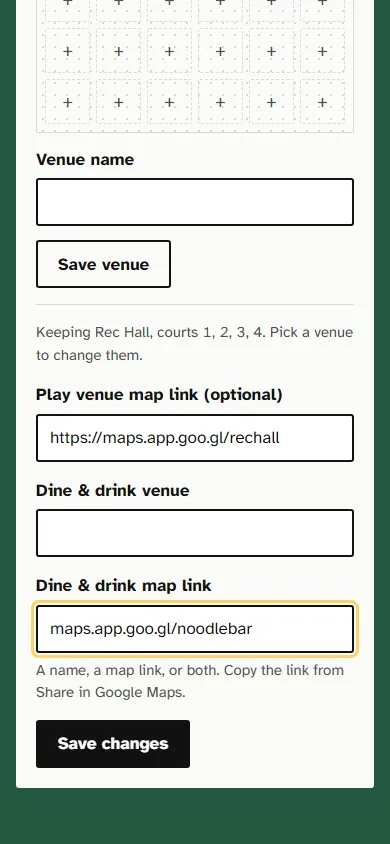 + + + + + +
+ + + + + +
+ + + + + +
Venue name
Save venue
Keeping Rec Hall, courts 1, 2, 3, 4. Pick a venue
to change them.
Play venue map link (optional)
https://maps.app.goo.gl/rechall
Dine & drink venue
Dine & drink map link
maps.app.goo.gl/noodlebar
A name, a map link, or both. Copy the link from
Share in Google Maps.
Save changes